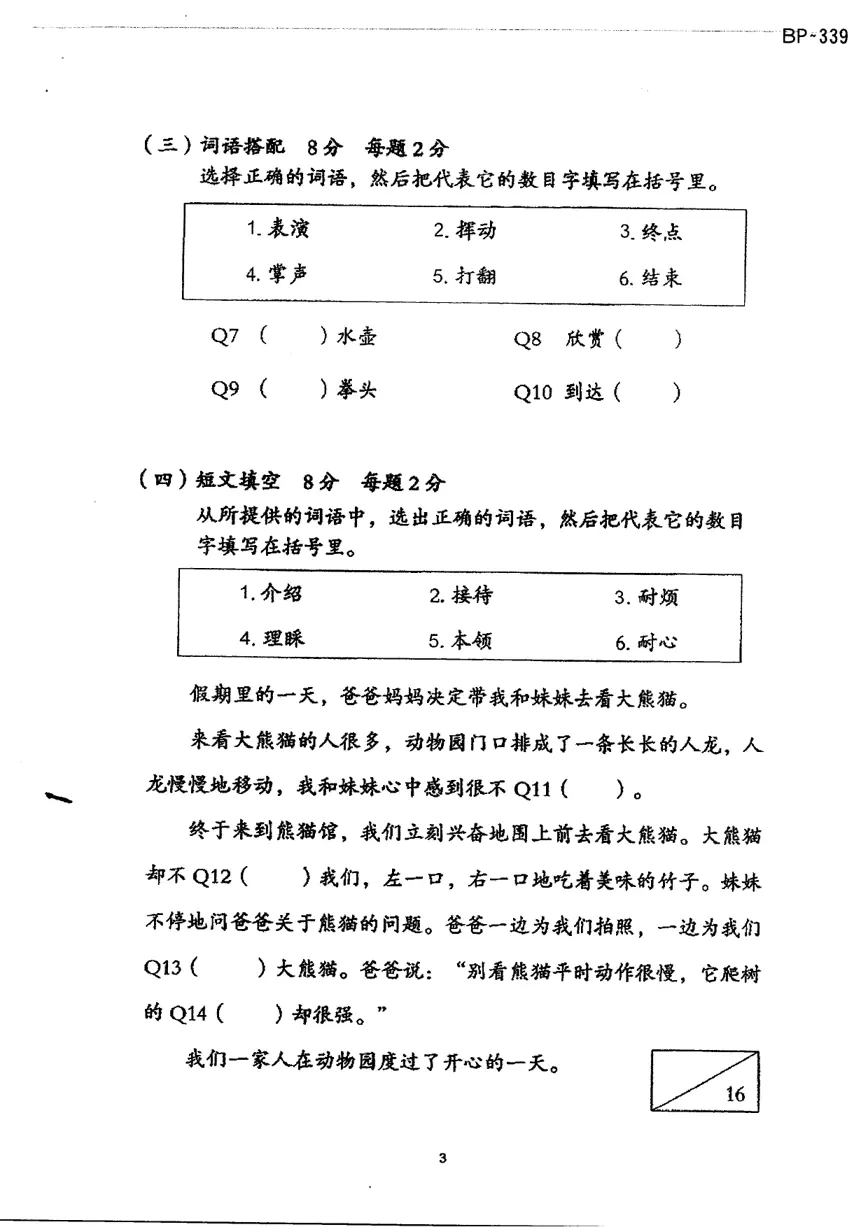 BP-339
（三）词语搭配 8分 每题2分
选择正确的词语，然后把代表它的数目字填写在括号里。
1. 表演 2. 挥动 3. 终点
4. 掌声 5. 打翻 6. 结束
Q7 （ ）水壶 Q8 欣赏（ ）
Q9 （ ）拳头 Q10 到达（ ）
（四）短文填空 8分 每题2分
从所提供的词语中，选出正确的词语，然后把代表它的数目
字填写在括号里。
1. 介绍 2. 接待 3. 耐烦
4. 理睬 5. 本领 6. 耐心
假期里的一天，爸爸妈妈决定带我和妹妹去看大熊猫。
来看大熊猫的人很多，动物园门口排成了一条长长的人龙，人
龙慢慢地移动，我和妹妹心中感到很不 Q11（ ）。
终于来到熊猫馆，我们立刻兴奋地围上前去看大熊猫。大熊猫
却不 Q12（ ）我们，左一口，右一口地吃着美味的竹子。妹妹
不停地问爸爸关于熊猫的问题。爸爸一边为我们拍照，一边为我们
Q13（ ）大熊猫。爸爸说：“别看熊猫平时动作很慢，它爬树
的 Q14（ ）却很强。”
我们一家人在动物园度过了开心的一天。
16
3